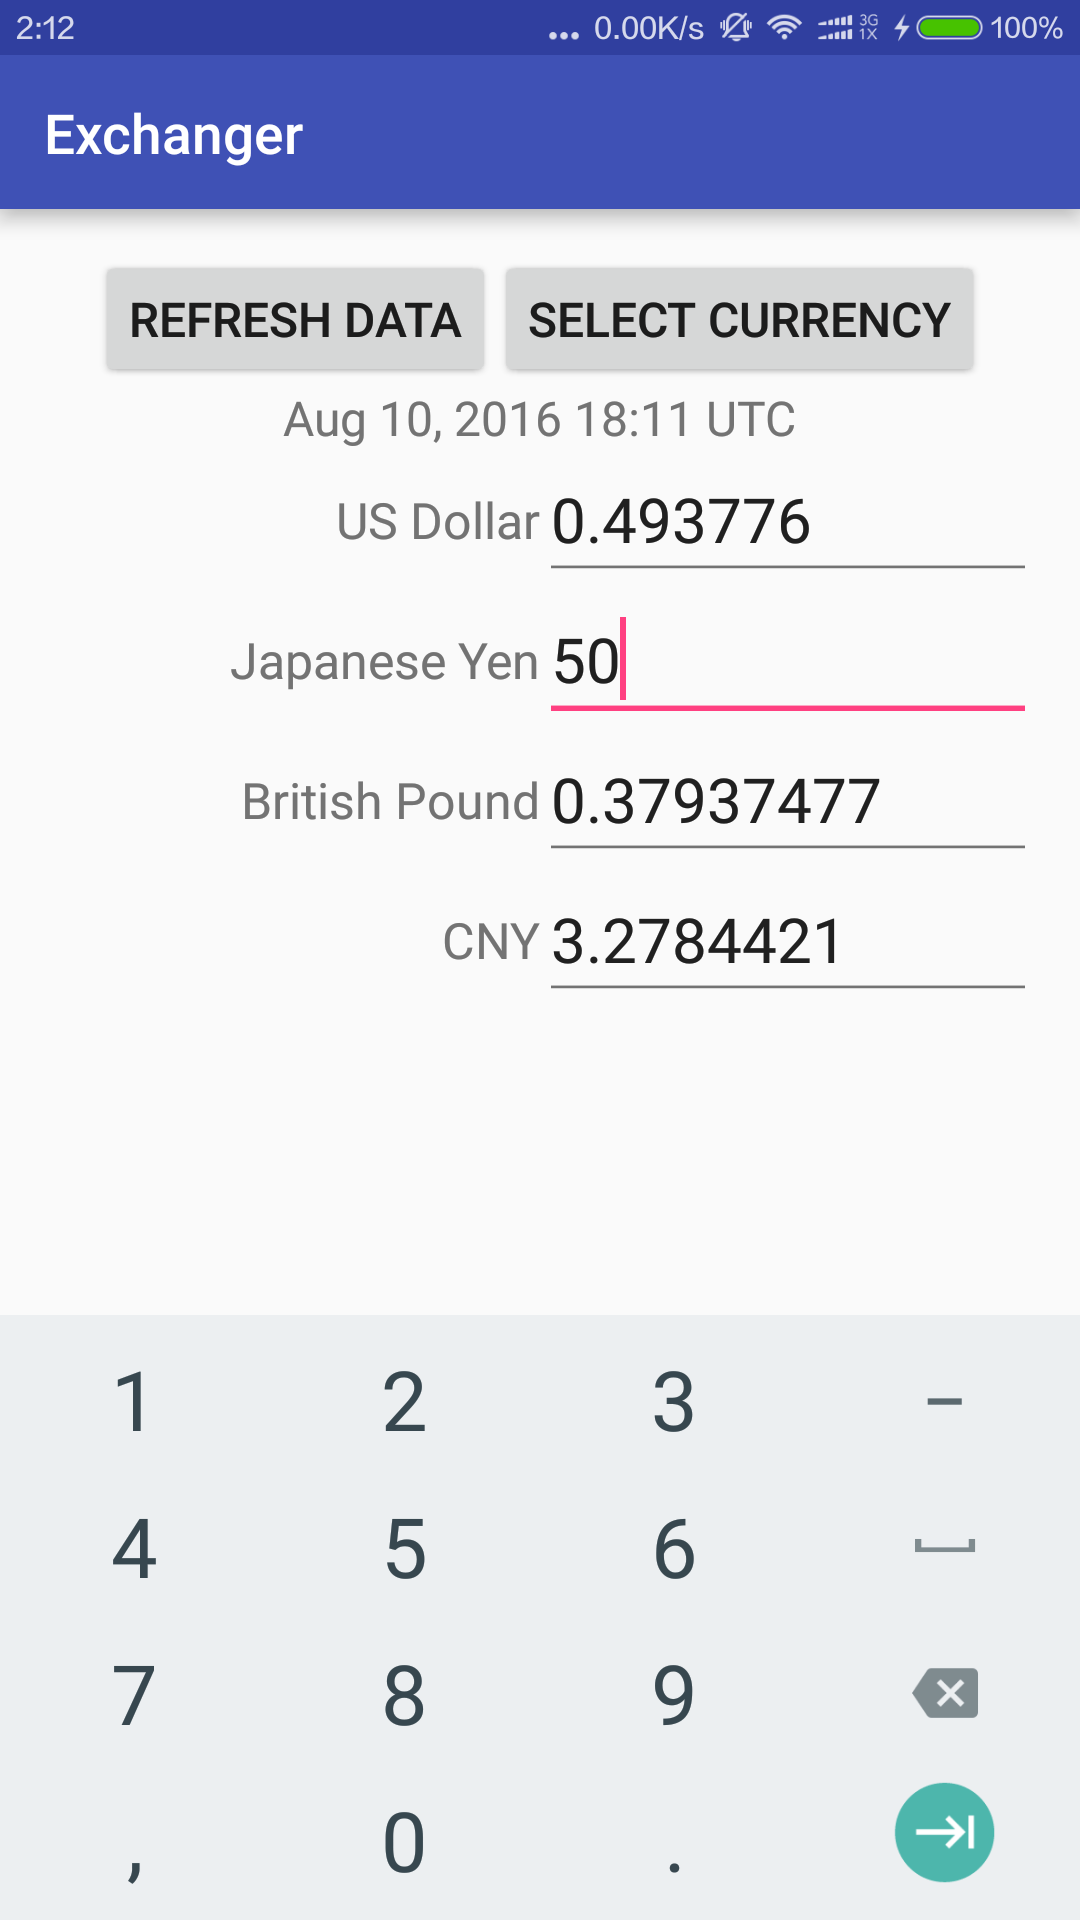 2:12 ... 0.00K/s 3G 1X 100%
Exchanger
REFRESH DATA SELECT CURRENCY
Aug 10, 2016 18:11 UTC
US Dollar 0.493776
Japanese Yen 50
British Pound 0.37937477
CNY 3.2784421
1 2 3 –
4 5 6
7 8 9
, 0 .